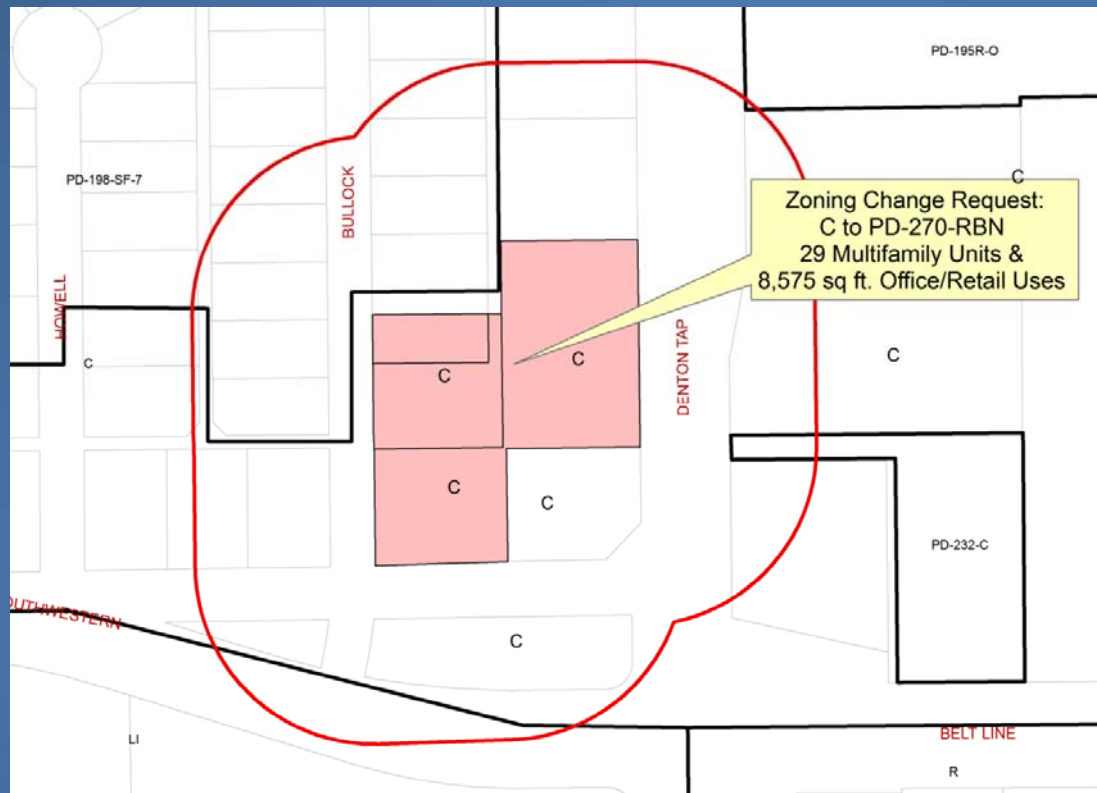 PD-195R-O
PD-198-SF-7
BULLOCK
C
Zoning Change Request:
C to PD-270-RBN
29 Multifamily Units &
8,575 sq ft. Office/Retail Uses
HOWELL
DENTON TAP
C
C
C
C
C
C
PD-232-C
OUTHWESTERN
C
BELT LINE
LI
R